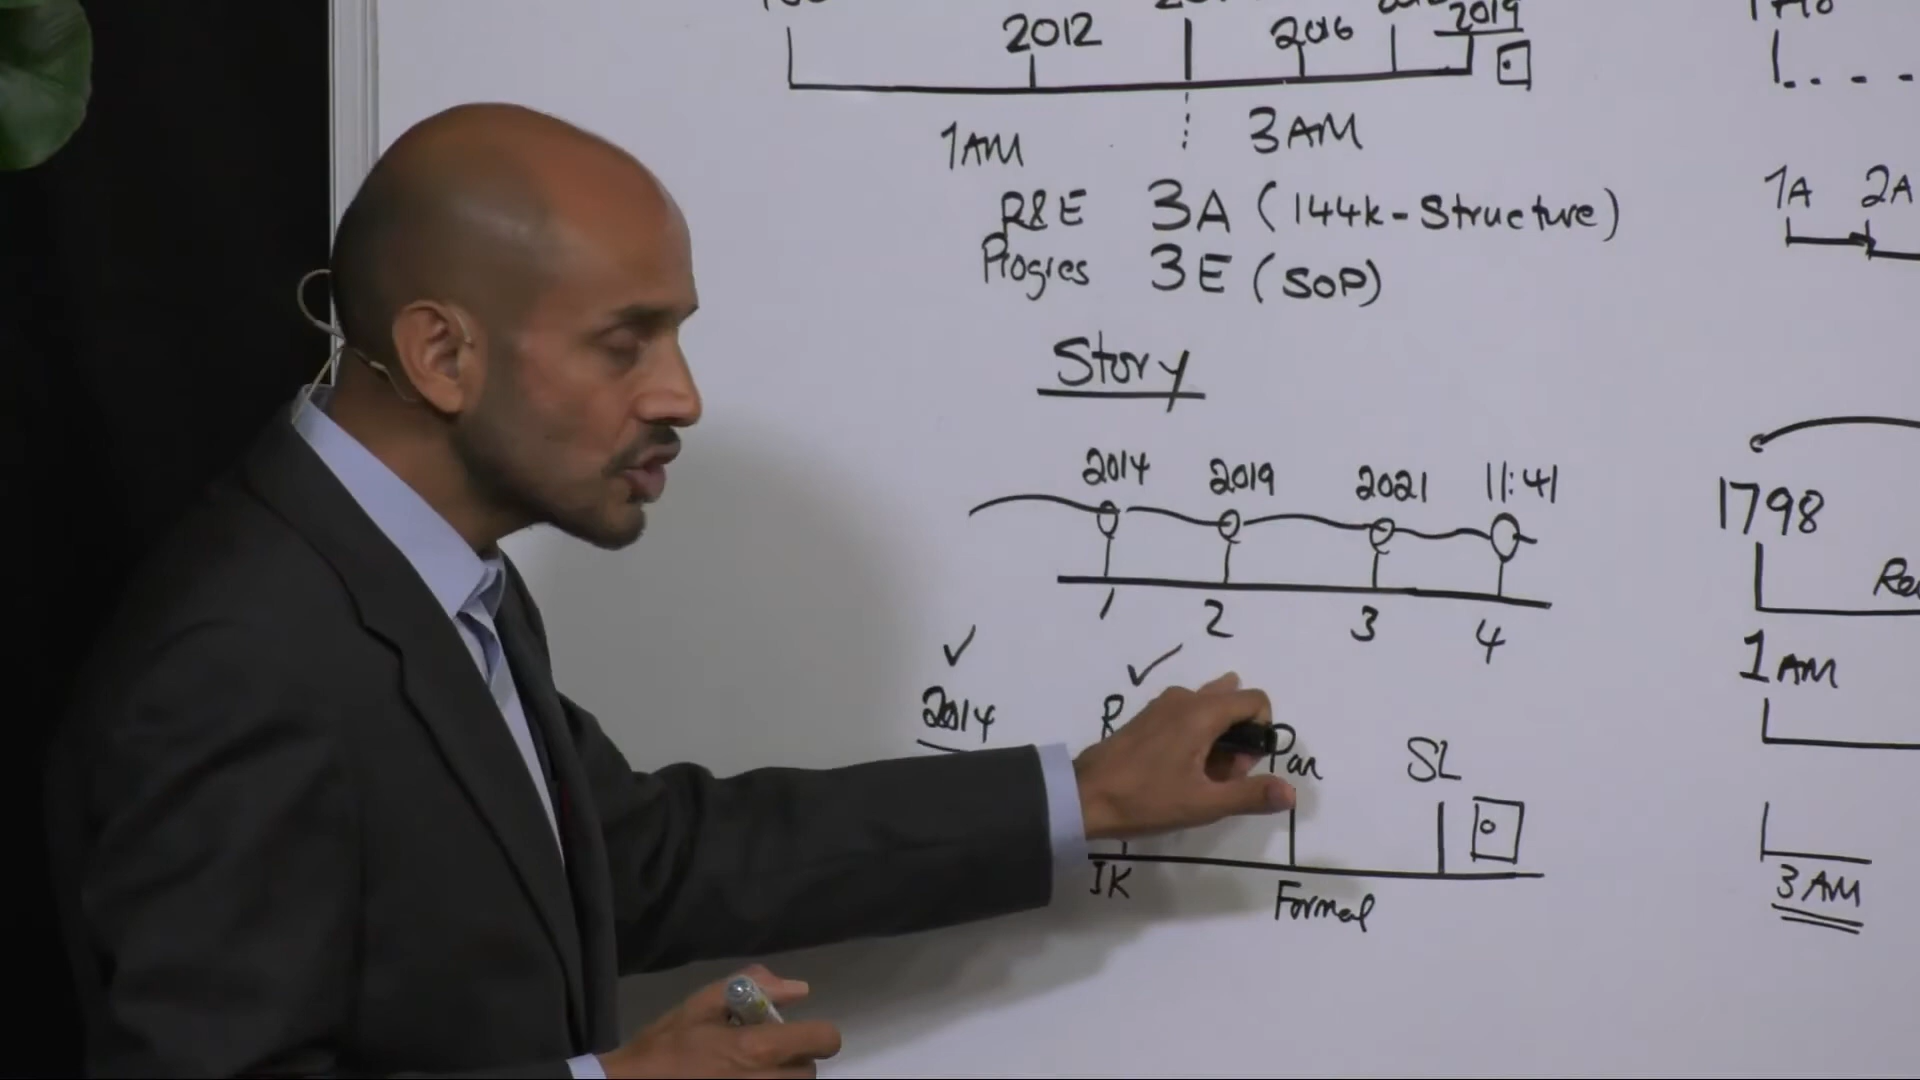 2012
2016
2019
1AM
3AM
R&E 3A (144k-Structure)
Progres 3E (SOP)
Story
2014 2019 2021 11:41
1 2 3 4
2014
Pan
SL
IK
Formal
1A 2A
1798
1AM
3AM